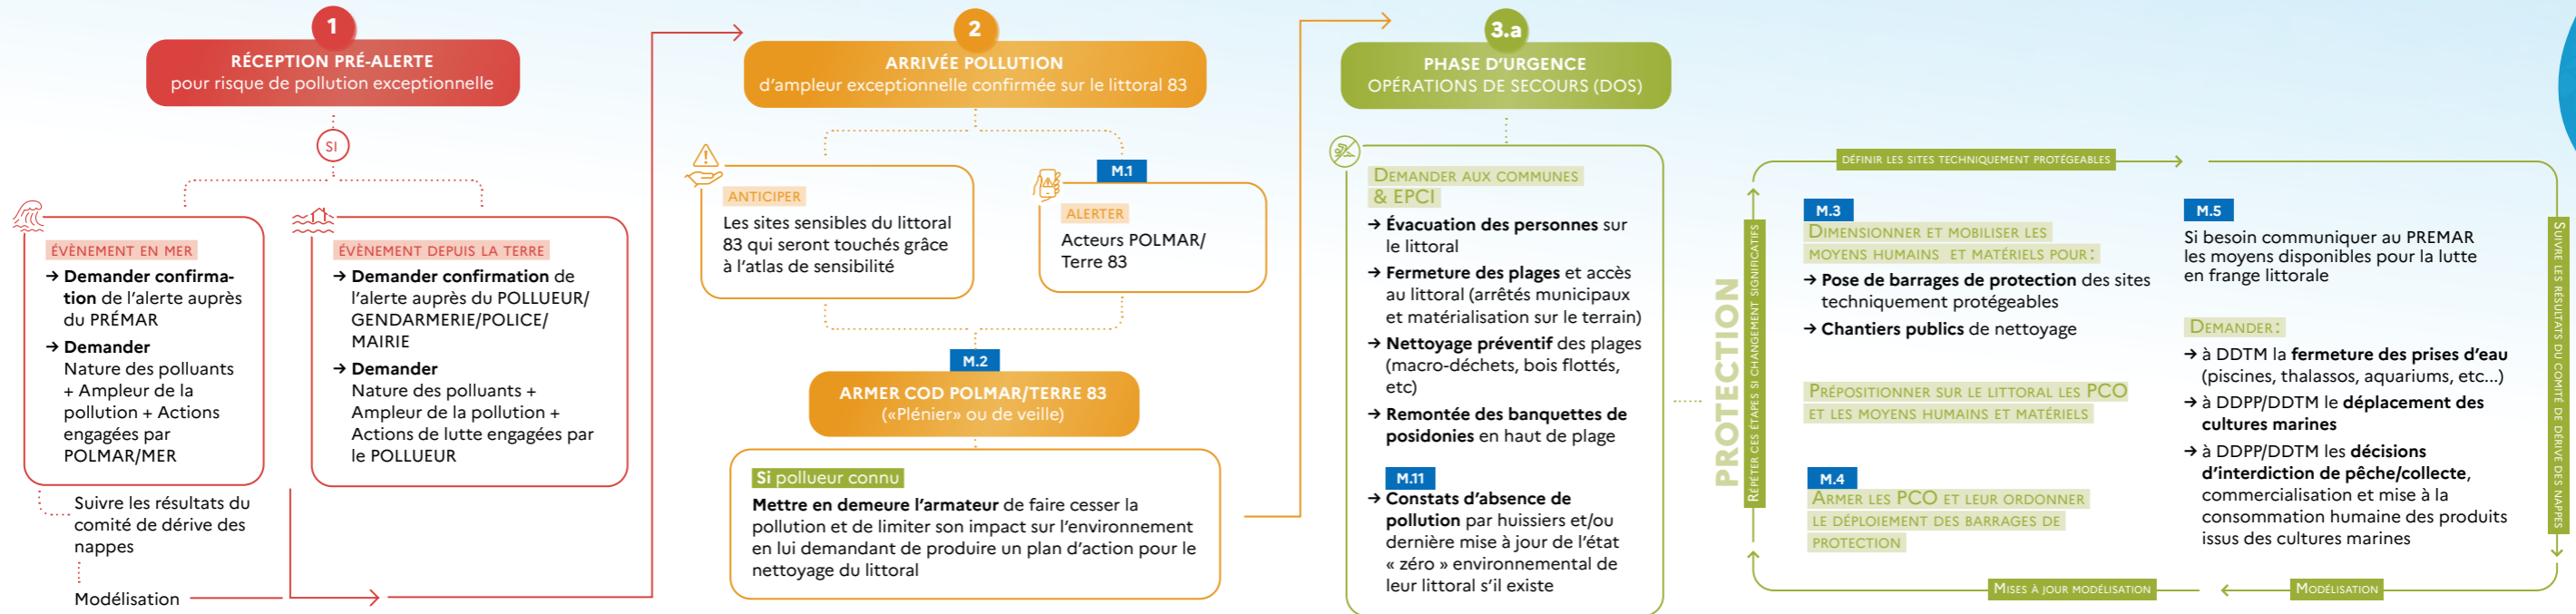 1
RÉCEPTION PRÉ-ALERTE
pour risque de pollution exceptionnelle
SI
ÉVÈNEMENT EN MER
→ Demander confirma-
tion de l'alerte auprès
du PRÉMAR
→ Demander
Nature des polluants
+ Ampleur de la
pollution + Actions
engagées par
POLMAR/MER
Suivre les résultats du
comité de dérive des
nappes
Modélisation
ÉVÈNEMENT DEPUIS LA TERRE
→ Demander confirmation de
l'alerte auprès du POLLUEUR/
GENDARMERIE/POLICE/
MAIRIE
→ Demander
Nature des polluants +
Ampleur de la pollution +
Actions de lutte engagées par
le POLLUEUR
2
ARRIVÉE POLLUTION
d'ampleur exceptionnelle confirmée sur le littoral 83
ANTICIPER
Les sites sensibles du littoral
83 qui seront touchés grâce
à l'atlas de sensibilité
M.1
ALERTER
Acteurs POLMAR/
Terre 83
M.2
ARMER COD POLMAR/TERRE 83
(«Plénier» ou de veille)
Si pollueur connu
Mettre en demeure l'armateur de faire cesser la
pollution et de limiter son impact sur l'environnement
en lui demandant de produire un plan d'action pour le
nettoyage du littoral
3.a
PHASE D'URGENCE
OPÉRATIONS DE SECOURS (DOS)
DEMANDER AUX COMMUNES
& EPCI
→ Évacuation des personnes sur
le littoral
→ Fermeture des plages et accès
au littoral (arrêtés municipaux
et matérialisation sur le terrain)
→ Nettoyage préventif des plages
(macro-déchets, bois flottés,
etc)
→ Remontée des banquettes de
posidonies en haut de plage
M.11
→ Constats d'absence de
pollution par huissiers et/ou
dernière mise à jour de l'état
« zéro » environnemental de
leur littoral s'il existe
PROTECTION
RÉPÉTER CES ÉTAPES SI CHANGEMENT SIGNIFICATIFS
DÉFINIR LES SITES TECHNIQUEMENT PROTÉGEABLES
M.3
DIMENSIONNER ET MOBILISER LES
MOYENS HUMAINS ET MATÉRIELS POUR :
→ Pose de barrages de protection des sites
techniquement protégeables
→ Chantiers publics de nettoyage
PRÉPOSITIONNER SUR LE LITTORAL LES PCO
ET LES MOYENS HUMAINS ET MATÉRIELS
M.4
ARMER LES PCO ET LEUR ORDONNER
LE DÉPLOIEMENT DES BARRAGES DE
PROTECTION
M.5
Si besoin communiquer au PREMAR
les moyens disponibles pour la lutte
en frange littorale
DEMANDER :
→ à DDTM la fermeture des prises d'eau
(piscines, thalassos, aquariums, etc...)
→ à DDPP/DDTM le déplacement des
cultures marines
→ à DDPP/DDTM les décisions
d'interdiction de pêche/collecte,
commercialisation et mise à la
consommation humaine des produits
issus des cultures marines
SUIVRE LES RÉSULTATS DU COMITÉ DE DÉRIVE DES NAPPES
MISES À JOUR MODÉLISATION
MODÉLISATION